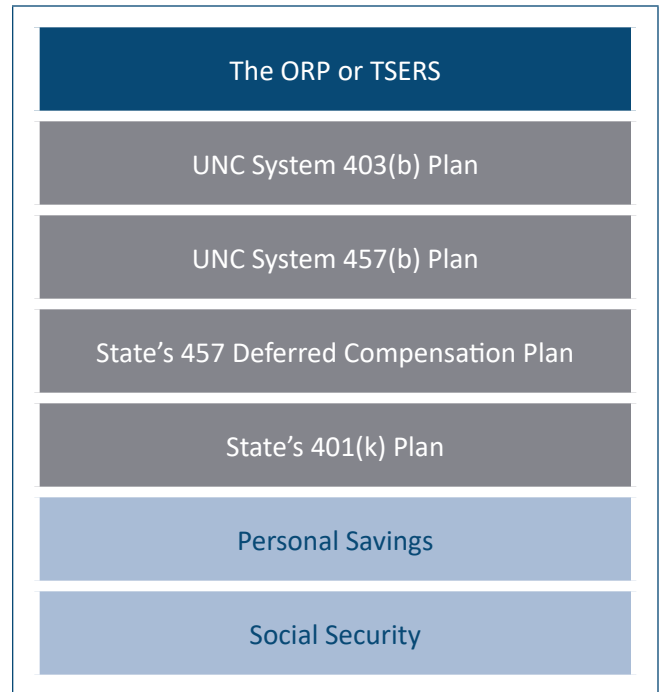 The ORP or TSERS
UNC System 403(b) Plan
UNC System 457(b) Plan
State’s 457 Deferred Compensation Plan
State’s 401(k) Plan
Personal Savings
Social Security